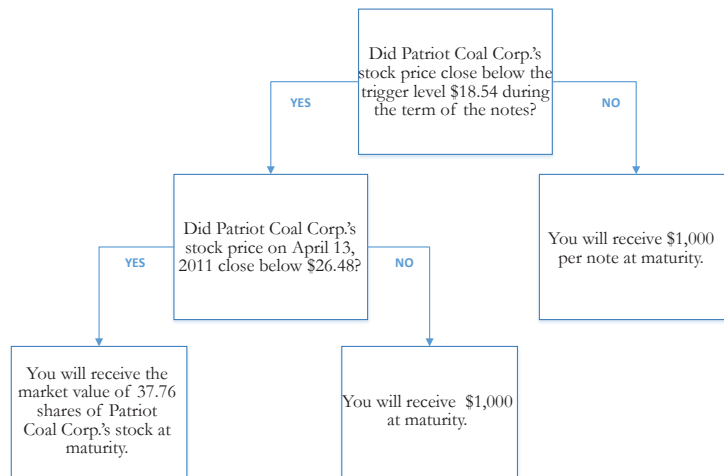 Did Patriot Coal Corp.'s
stock price close below the
trigger level $18.54 during
the term of the notes?
YES
NO
Did Patriot Coal Corp.'s
stock price on April 13,
2011 close below $26.48?
You will receive $1,000
per note at maturity.
YES
NO
You will receive the
market value of 37.76
shares of Patriot
Coal Corp.'s stock at
maturity.
You will receive $1,000
at maturity.